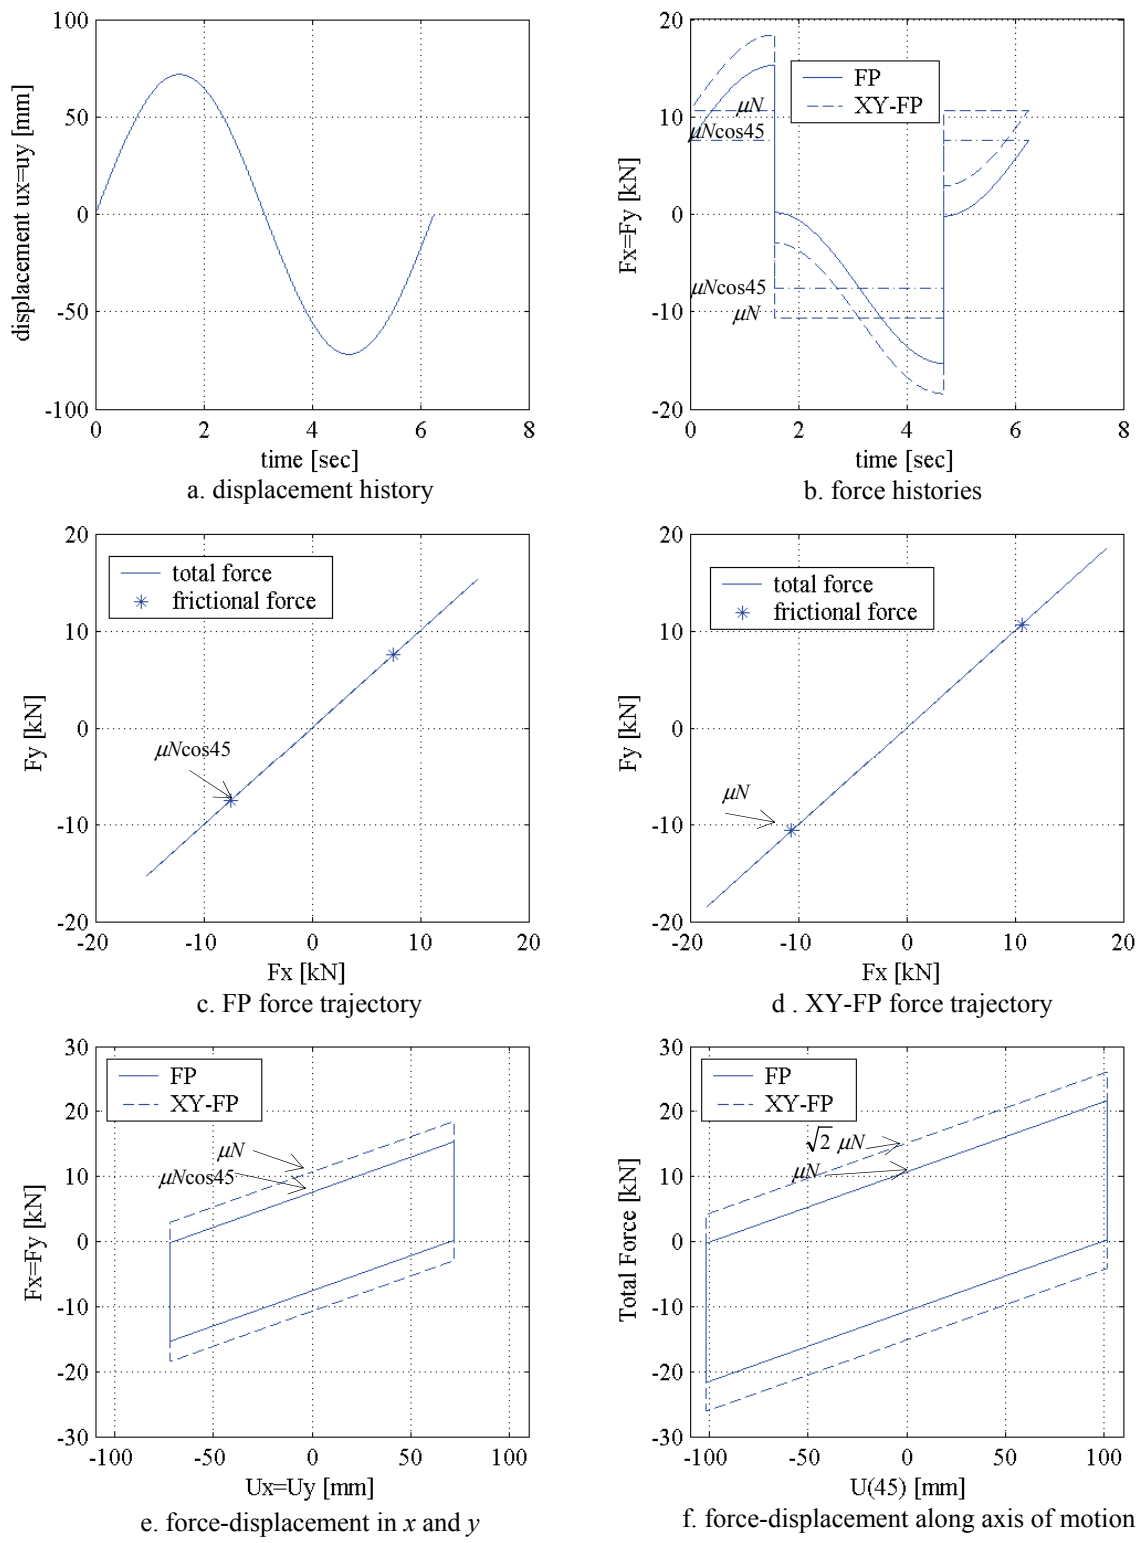 100
50
0
-50
-100
0 2 4 6 8
displacement ux=uy [mm]
time [sec]
a. displacement history
20
10
0
-10
-20
0 2 4 6 8
Fx=Fy [kN]
FP
XY-FP
μN
μNcos45
μNcos45
μN
time [sec]
b. force histories
20
10
0
-10
-20
-20 -10 0 10 20
Fy [kN]
total force
frictional force
μNcos45
Fx [kN]
c. FP force trajectory
20
10
0
-10
-20
-20 -10 0 10 20
Fy [kN]
total force
frictional force
μN
Fx [kN]
d . XY-FP force trajectory
30
20
10
0
-10
-20
-30
-100 -50 0 50 100
Fx=Fy [kN]
FP
XY-FP
μN
μNcos45
Ux=Uy [mm]
e. force-displacement in x and y
30
20
10
0
-10
-20
-30
-100 -50 0 50 100
Total Force [kN]
FP
XY-FP
√2 μN
μN
U(45) [mm]
f. force-displacement along axis of motion